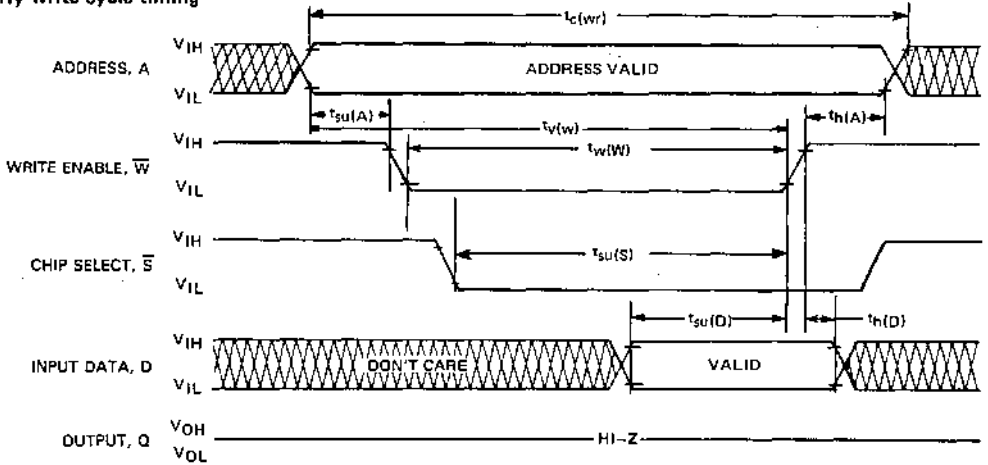 early write cycle timing
tc(wr)
ADDRESS, A
VIH
VIL
ADDRESS VALID
tsu(A)
th(A)
tv(w)
tw(W)
WRITE ENABLE, W̅
VIH
VIL
CHIP SELECT, S̅
VIH
VIL
tsu(S)
tsu(D)
th(D)
INPUT DATA, D
VIH
VIL
DON'T CARE
VALID
OUTPUT, Q
VOH
VOL
HI–Z